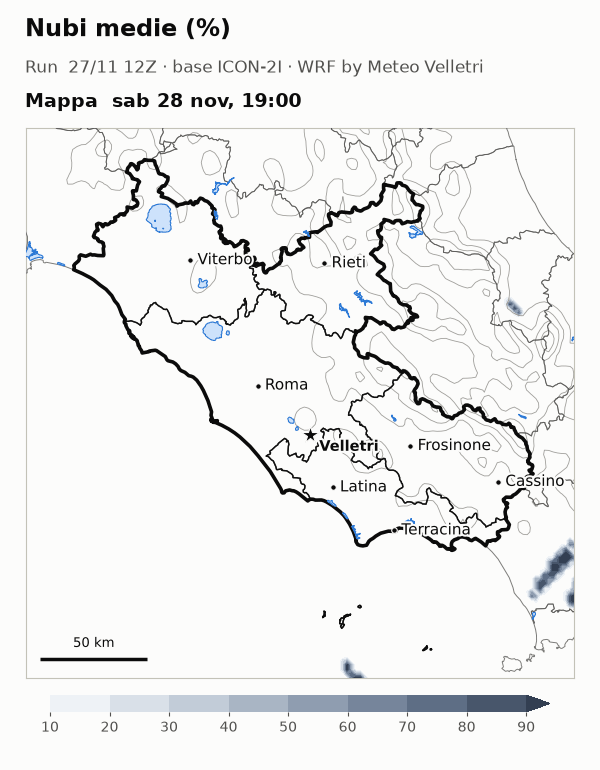 Nubi medie (%)
Run  27/11 12Z · base ICON-2I · WRF by Meteo Velletri
Mappa  sab 28 nov, 19:00
Viterbo
Rieti
Roma
Velletri
Frosinone
Latina
Cassino
Terracina
50 km
10 20 30 40 50 60 70 80 90